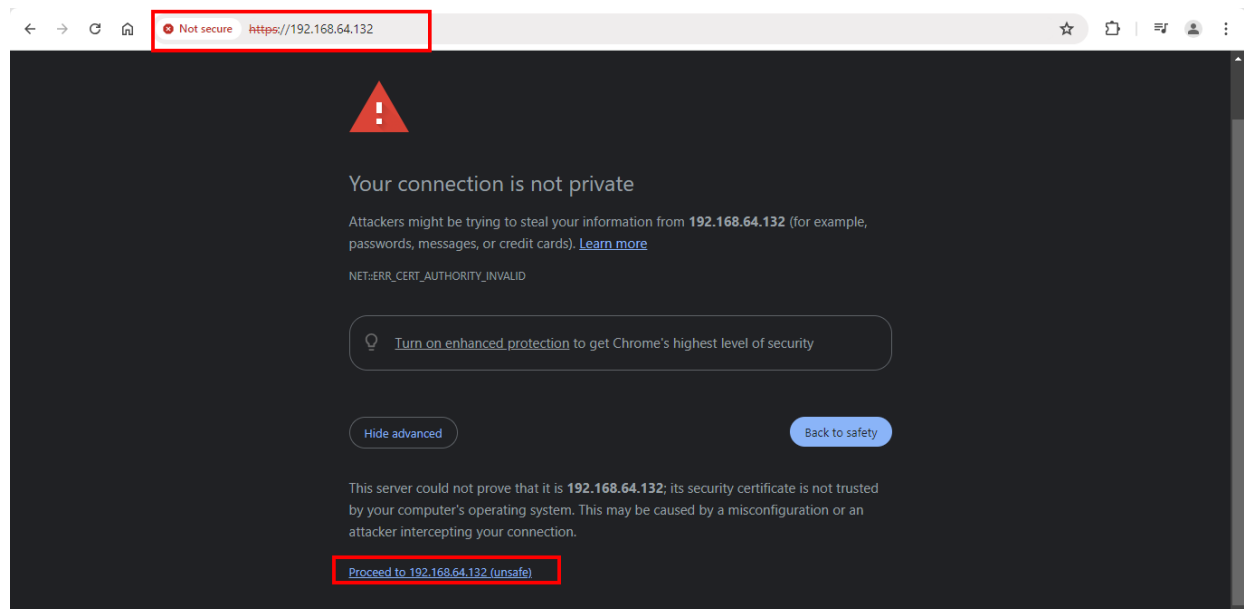 Not secure https://192.168.64.132
Your connection is not private
Attackers might be trying to steal your information from 192.168.64.132 (for example,
passwords, messages, or credit cards). Learn more
NET::ERR_CERT_AUTHORITY_INVALID
Turn on enhanced protection to get Chrome's highest level of security
Hide advanced
Back to safety
This server could not prove that it is 192.168.64.132; its security certificate is not trusted
by your computer's operating system. This may be caused by a misconfiguration or an
attacker intercepting your connection.
Proceed to 192.168.64.132 (unsafe)